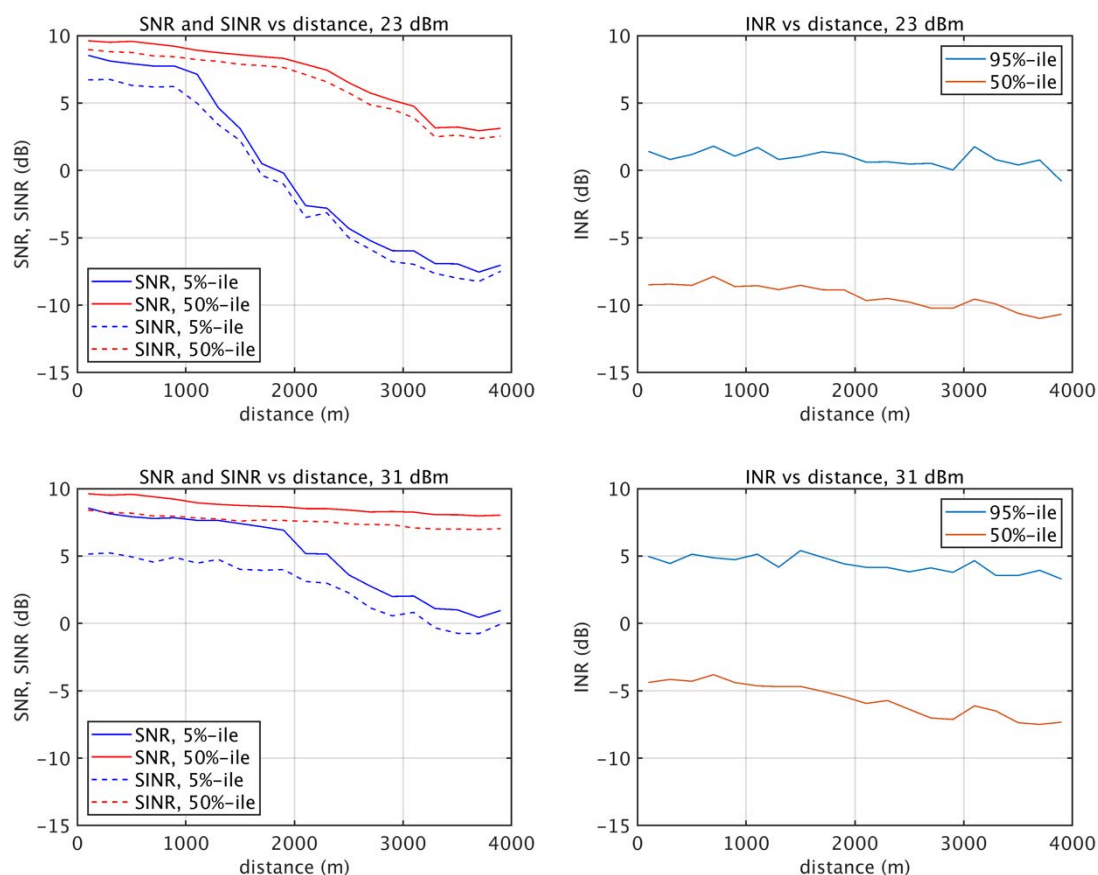 SNR and SINR vs distance, 23 dBm
10
5
0
−5
−10
−15
SNR, SINR (dB)
SNR, 5%-ile
SNR, 50%-ile
SINR, 5%-ile
SINR, 50%-ile
0 1000 2000 3000 4000
distance (m)
INR vs distance, 23 dBm
10
5
0
−5
−10
−15
INR (dB)
95%-ile
50%-ile
0 1000 2000 3000 4000
distance (m)
SNR and SINR vs distance, 31 dBm
10
5
0
−5
−10
−15
SNR, SINR (dB)
SNR, 5%-ile
SNR, 50%-ile
SINR, 5%-ile
SINR, 50%-ile
0 1000 2000 3000 4000
distance (m)
INR vs distance, 31 dBm
10
5
0
−5
−10
−15
INR (dB)
95%-ile
50%-ile
0 1000 2000 3000 4000
distance (m)